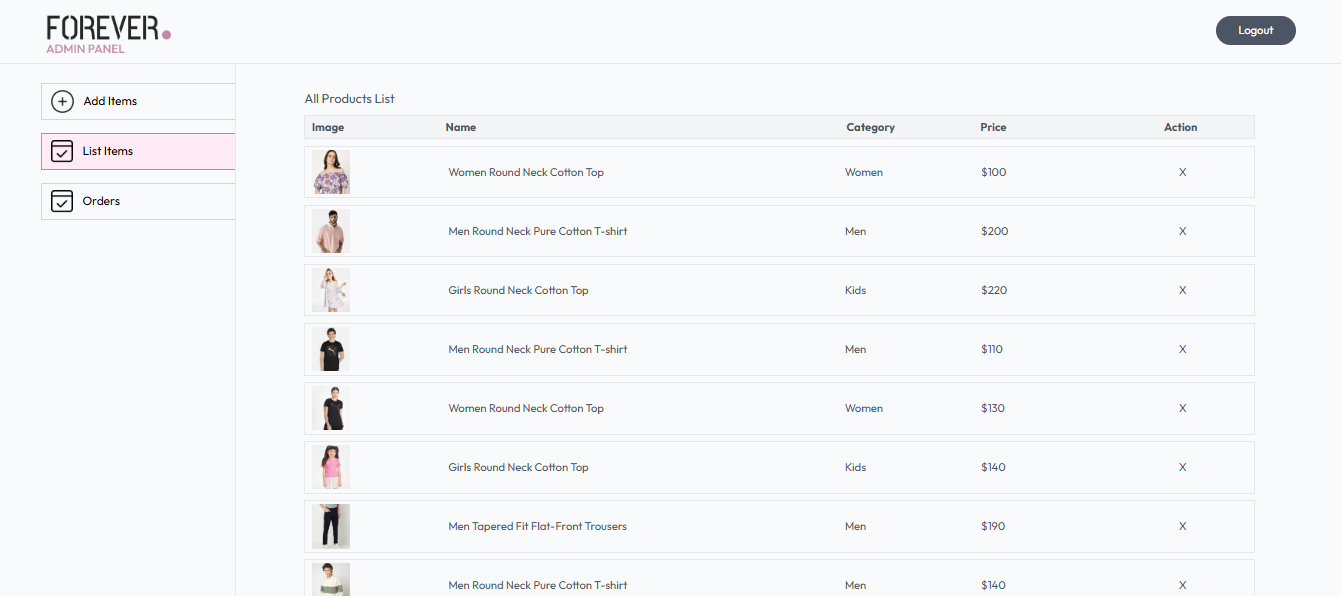 FOREVER.
ADMIN PANEL
Logout
Add Items
List Items
Orders
All Products List
Image Name Category Price Action
Women Round Neck Cotton Top Women $100 X
Men Round Neck Pure Cotton T-shirt Men $200 X
Girls Round Neck Cotton Top Kids $220 X
Men Round Neck Pure Cotton T-shirt Men $110 X
Women Round Neck Cotton Top Women $130 X
Girls Round Neck Cotton Top Kids $140 X
Men Tapered Fit Flat-Front Trousers Men $190 X
Men Round Neck Pure Cotton T-shirt Men $140 X